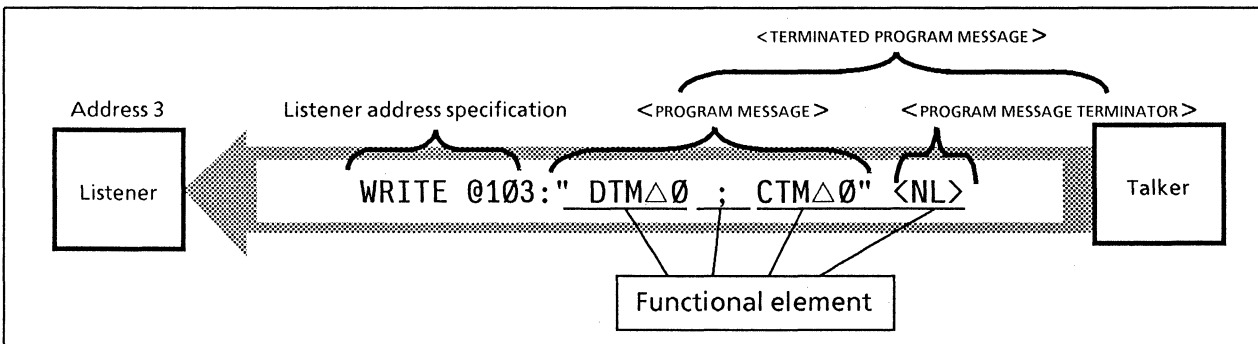 <TERMINATED PROGRAM MESSAGE>
Address 3
Listener address specification
<PROGRAM MESSAGE>
<PROGRAM MESSAGE TERMINATOR>
Listener
WRITE @1Ø3:" DTM△Ø ; CTM△Ø" <NL>
Talker
Functional element